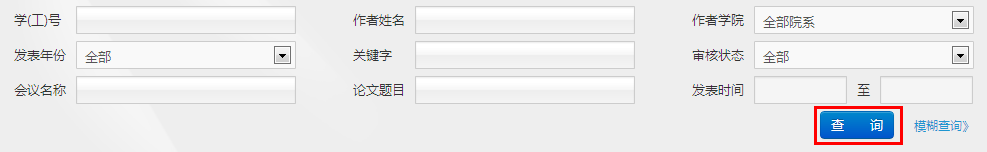 学(工)号 作者姓名 作者学院 全部院系
发表年份 全部 关键字 审核状态 全部
会议名称 论文题目 发表时间 至
查 询 模糊查询》